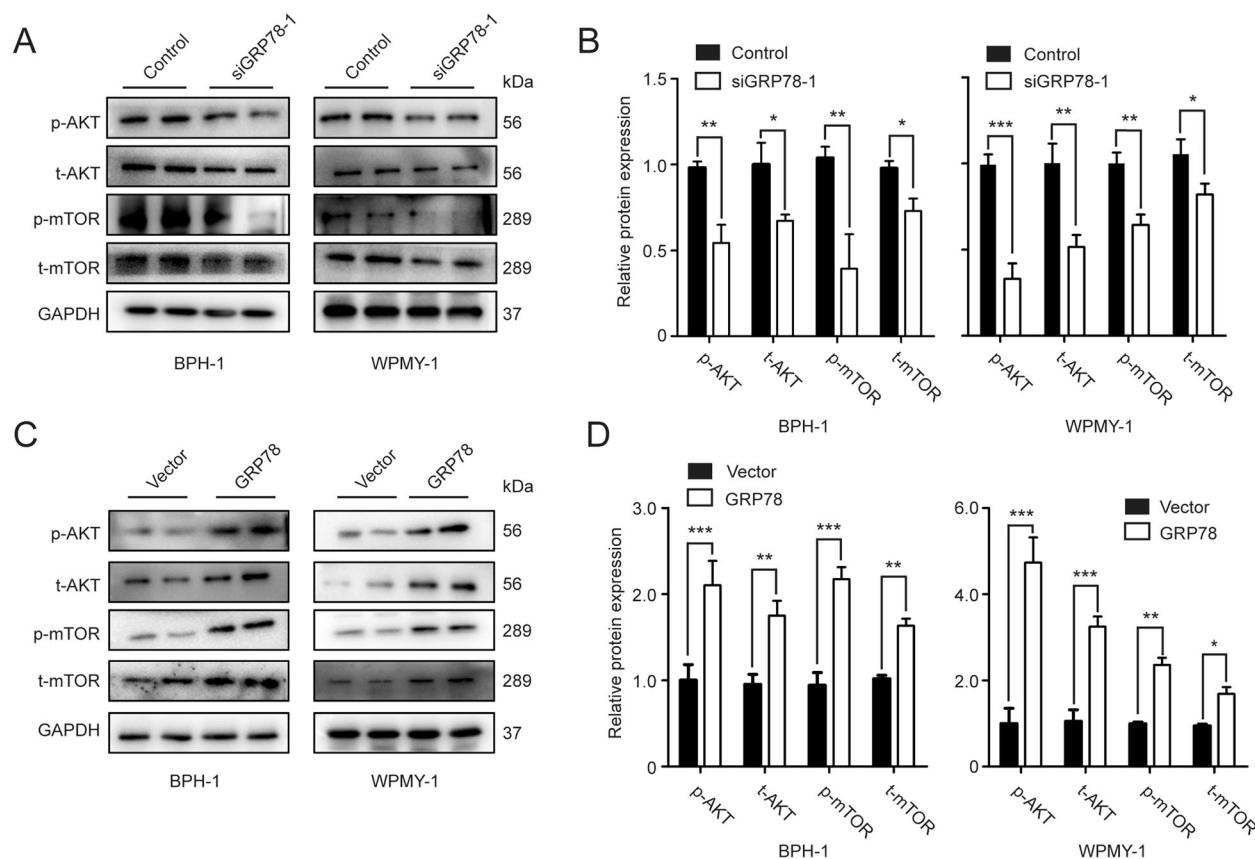 A
Control
siGRP78-1
Control
siGRP78-1
kDa
p-AKT
56
t-AKT
56
p-mTOR
289
t-mTOR
289
GAPDH
37
BPH-1
WPMY-1
B
Control
siGRP78-1
Control
siGRP78-1
Relative protein expression
1.5
1.0
0.5
0
**
*
**
*
***
**
**
*
p-AKT
t-AKT
p-mTOR
t-mTOR
p-AKT
t-AKT
p-mTOR
t-mTOR
BPH-1
WPMY-1
C
Vector
GRP78
Vector
GRP78
kDa
p-AKT
56
t-AKT
56
p-mTOR
289
t-mTOR
289
GAPDH
37
BPH-1
WPMY-1
D
Vector
GRP78
Relative protein expression
3.0
2.0
1.0
0
***
**
***
**
p-AKT
t-AKT
p-mTOR
t-mTOR
BPH-1
Vector
GRP78
6.0
4.0
2.0
0
***
***
**
*
p-AKT
t-AKT
p-mTOR
t-mTOR
WPMY-1